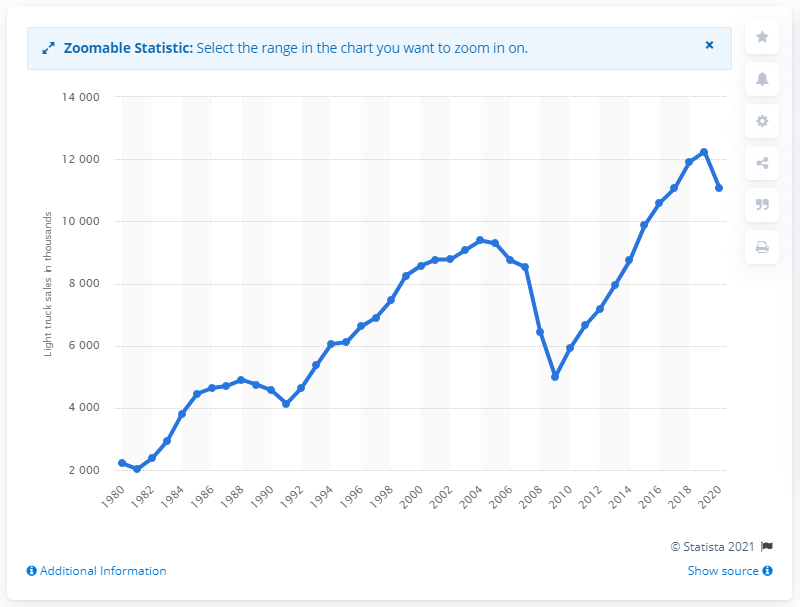 Zoomable Statistic: Select the range in the chart you want to zoom in on.
×
14 000
12 000
10 000
8 000
6 000
4 000
2 000
Light truck sales in thousands
1980 1982 1984 1986 1988 1990 1992 1994 1996 1998 2000 2002 2004 2006 2008 2010 2012 2014 2016 2018 2020
© Statista 2021
Additional Information
Show source